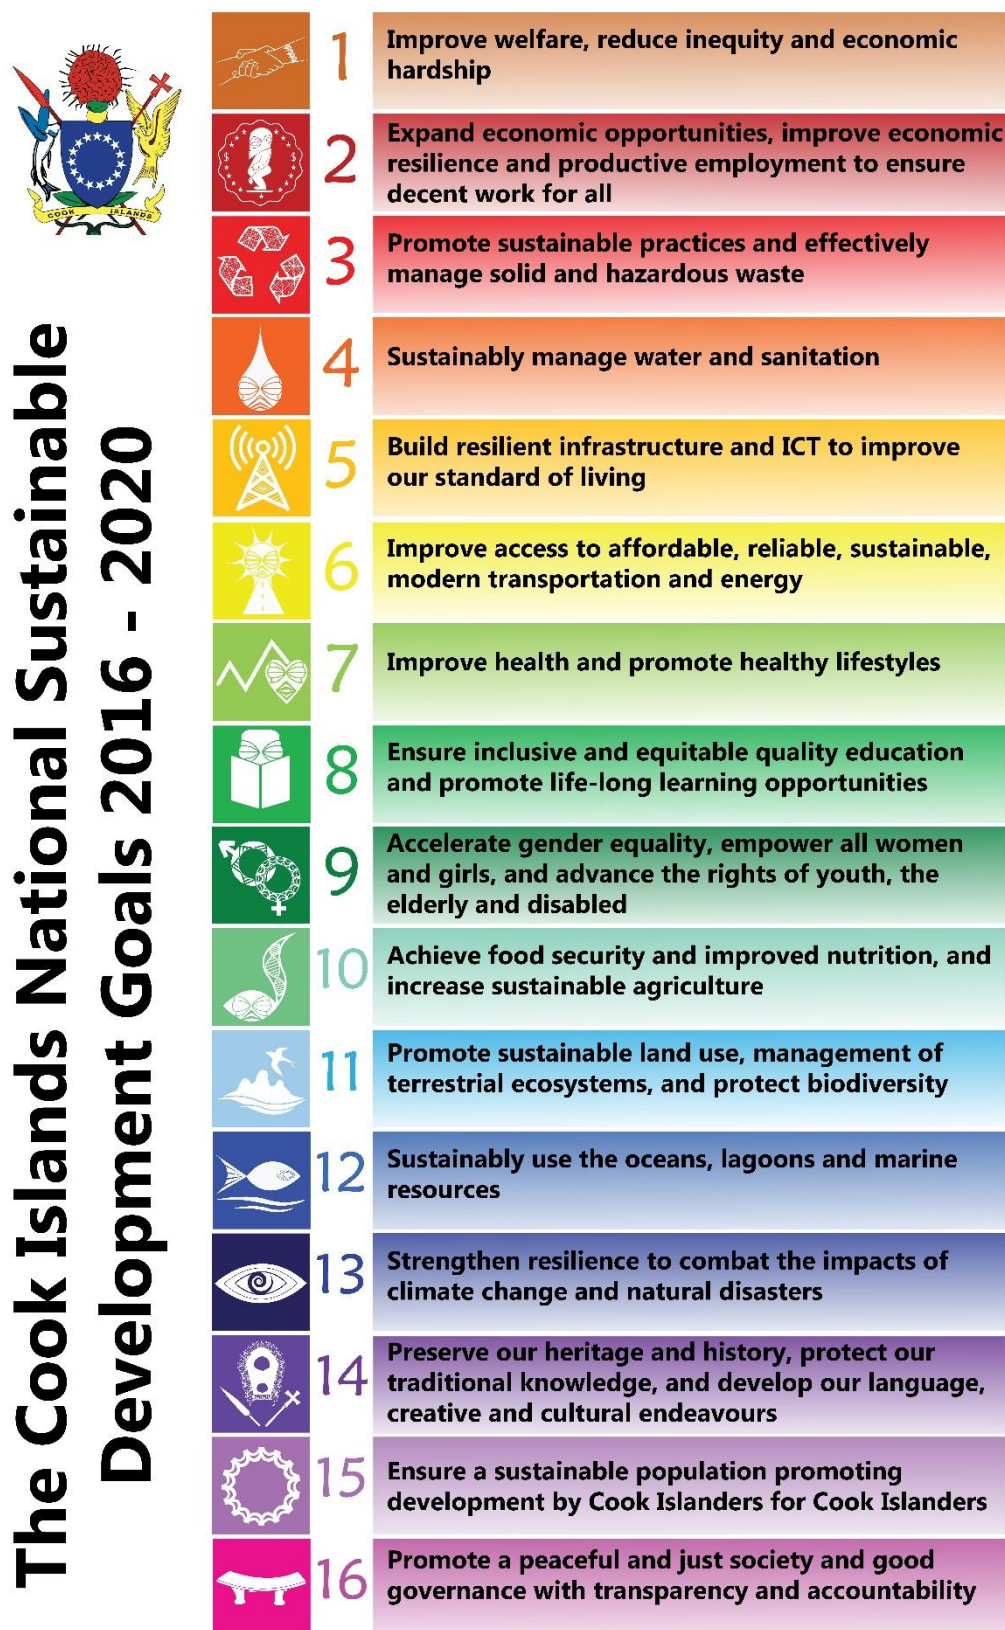 COOK ISLANDS
The Cook Islands National Sustainable
Development Goals 2016 - 2020
1
Improve welfare, reduce inequity and economic
hardship
2
Expand economic opportunities, improve economic
resilience and productive employment to ensure
decent work for all
3
Promote sustainable practices and effectively
manage solid and hazardous waste
4
Sustainably manage water and sanitation
5
Build resilient infrastructure and ICT to improve
our standard of living
6
Improve access to affordable, reliable, sustainable,
modern transportation and energy
7
Improve health and promote healthy lifestyles
8
Ensure inclusive and equitable quality education
and promote life-long learning opportunities
9
Accelerate gender equality, empower all women
and girls, and advance the rights of youth, the
elderly and disabled
10
Achieve food security and improved nutrition, and
increase sustainable agriculture
11
Promote sustainable land use, management of
terrestrial ecosystems, and protect biodiversity
12
Sustainably use the oceans, lagoons and marine
resources
13
Strengthen resilience to combat the impacts of
climate change and natural disasters
14
Preserve our heritage and history, protect our
traditional knowledge, and develop our language,
creative and cultural endeavours
15
Ensure a sustainable population promoting
development by Cook Islanders for Cook Islanders
16
Promote a peaceful and just society and good
governance with transparency and accountability